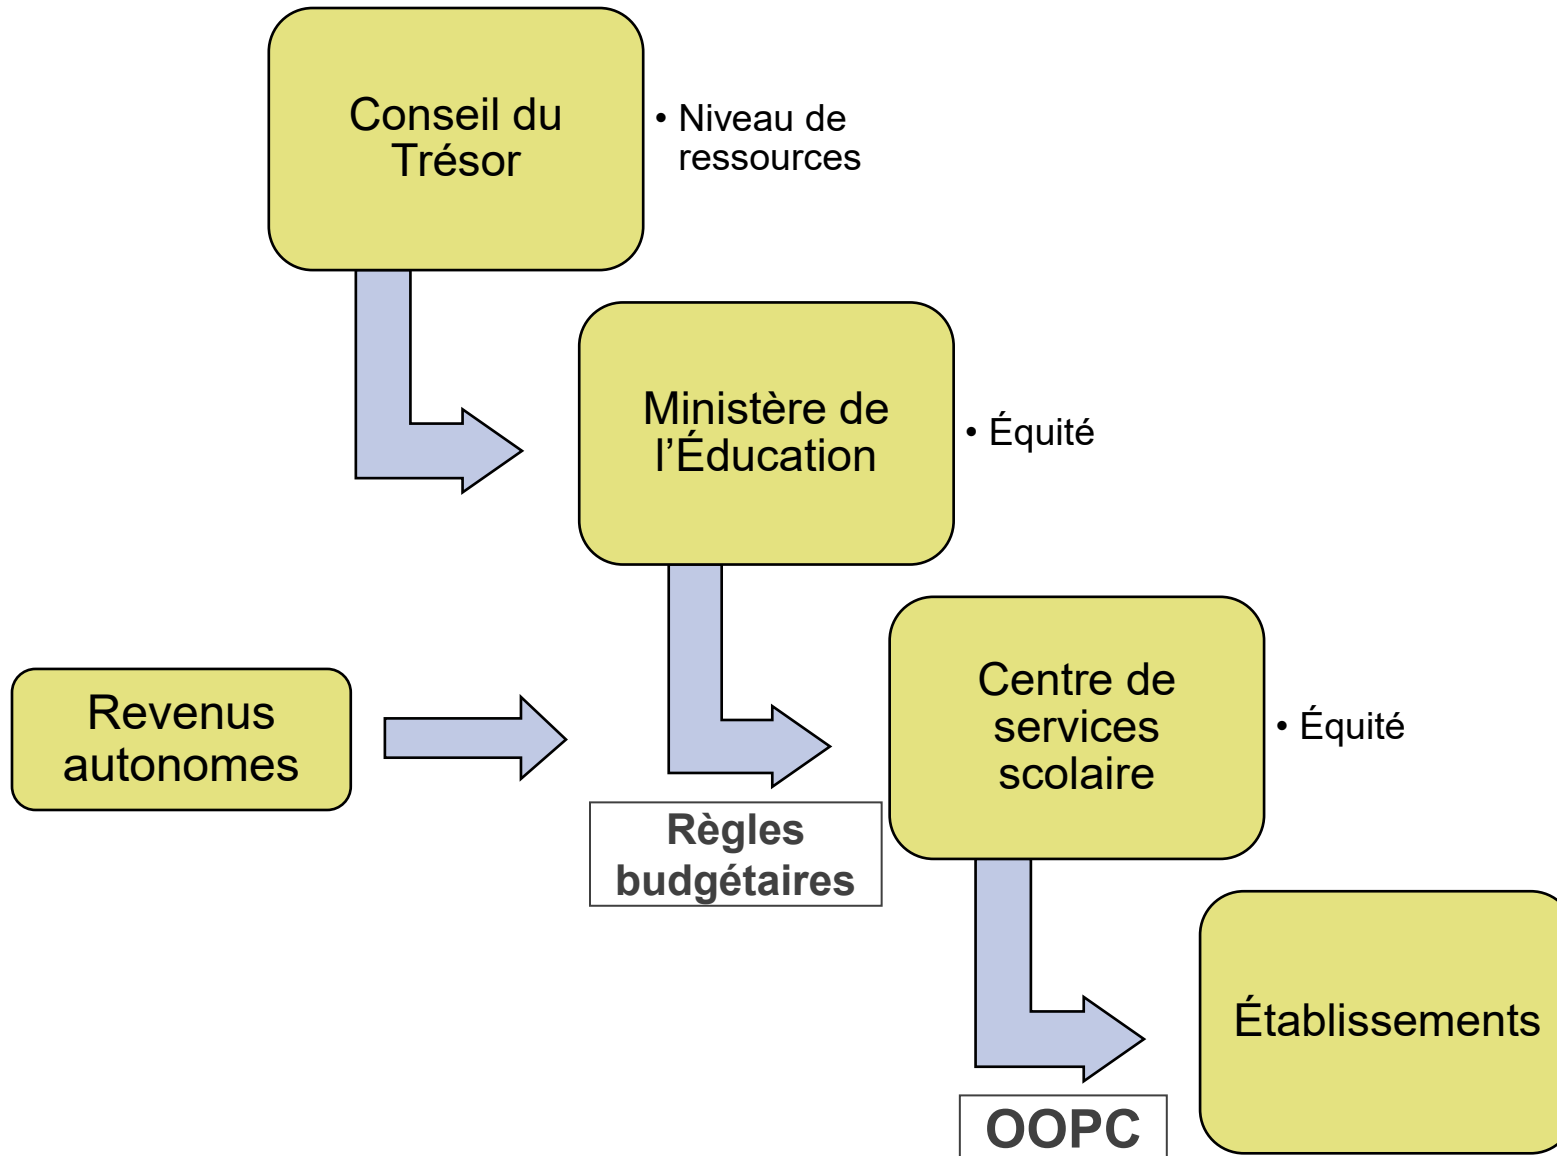 Conseil du
Trésor
• Niveau de
ressources
Ministère de
l’Éducation
• Équité
Revenus
autonomes
Centre de
services
scolaire
• Équité
Règles
budgétaires
Établissements
OOPC